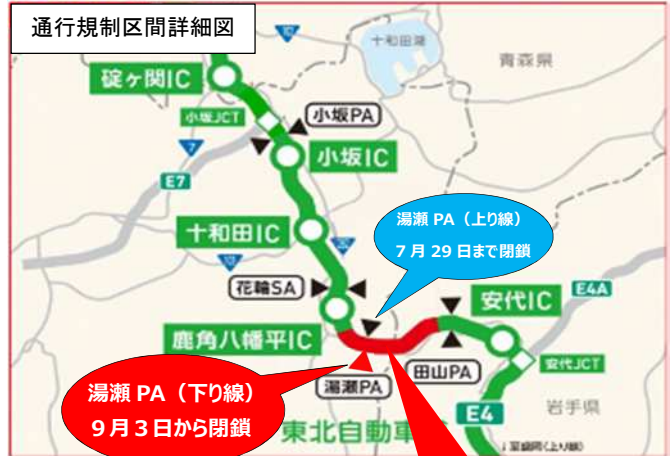 通行規制区間詳細図
十和田湖
青森県
碇ヶ関IC
小坂JCT
小坂PA
7
小坂IC
E7
十和田IC
湯瀬 PA（上り線）
7 月 29 日まで閉鎖
花輪SA
安代IC
E4A
鹿角八幡平IC
湯瀬PA
田山PA
安代JCT
湯瀬 PA（下り線）
9 月 3 日から閉鎖
東北自動車
E4
岩手県